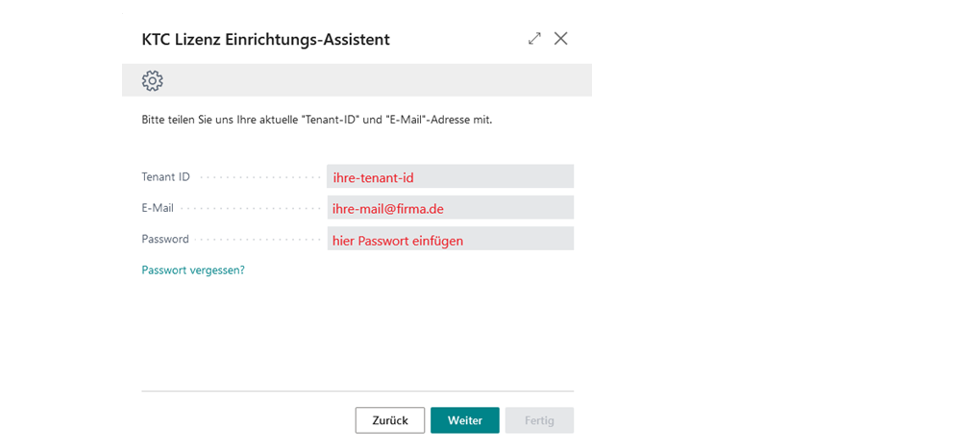 KTC Lizenz Einrichtungs-Assistent
Bitte teilen Sie uns Ihre aktuelle "Tenant-ID" und "E-Mail"-Adresse mit.
Tenant ID ihre-tenant-id
E-Mail ihre-mail@firma.de
Password hier Passwort einfügen
Passwort vergessen?
Zurück Weiter Fertig